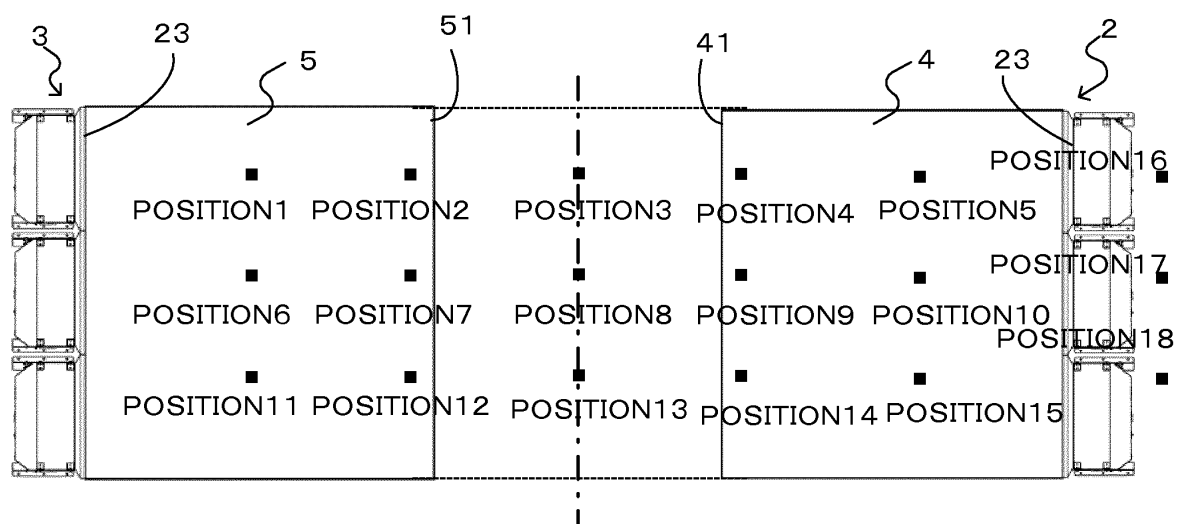 3
23
5
51
41
4
23
2
POSITION16
POSITION1 POSITION2 POSITION3 POSITION4 POSITION5
POSITION17
POSITION6 POSITION7 POSITION8 POSITION9 POSITION10
POSITION18
POSITION11 POSITION12 POSITION13 POSITION14 POSITION15